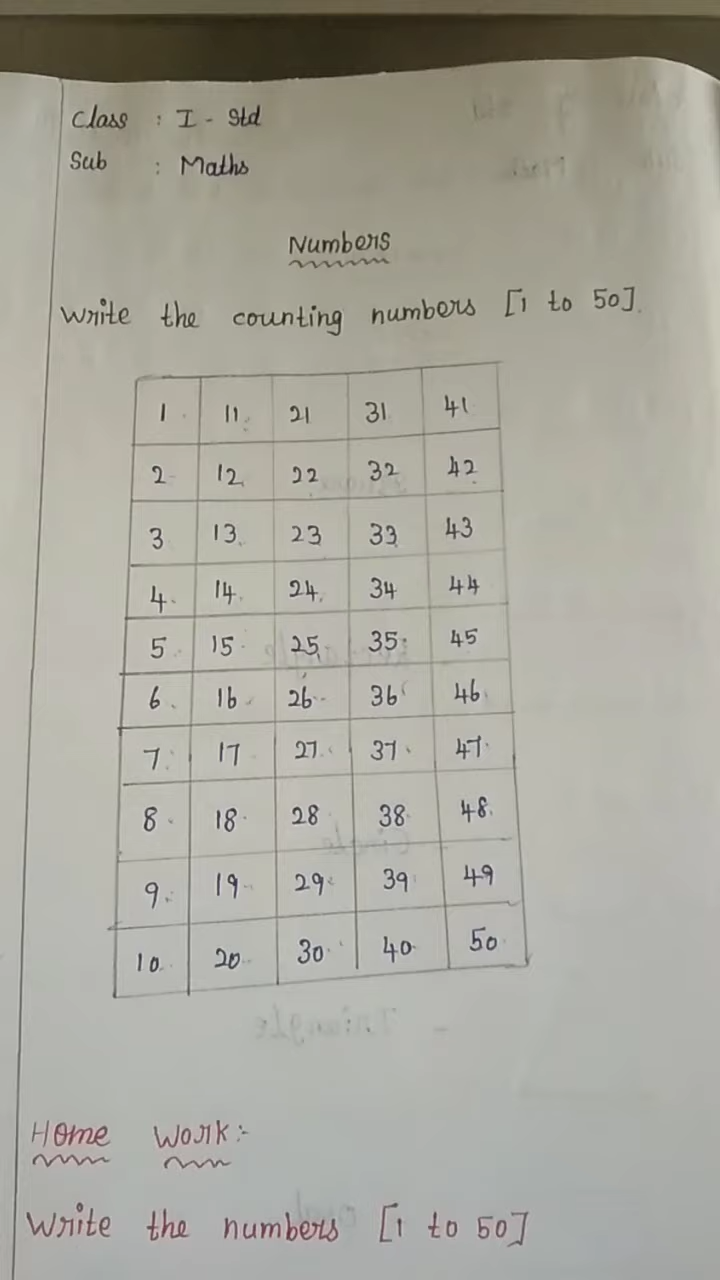 Class : I - Std
Sub : Maths
Numbers
Write the counting numbers [1 to 50].
1 11 21 31 41
2 12 22 32 42
3 13 23 33 43
4 14 24 34 44
5 15 25 35 45
6 16 26 36 46
7 17 27 37 47
8 18 28 38 48
9 19 29 39 49
10 20 30 40 50
- Triangle
Home Work:-
Write the numbers [1 to 50]